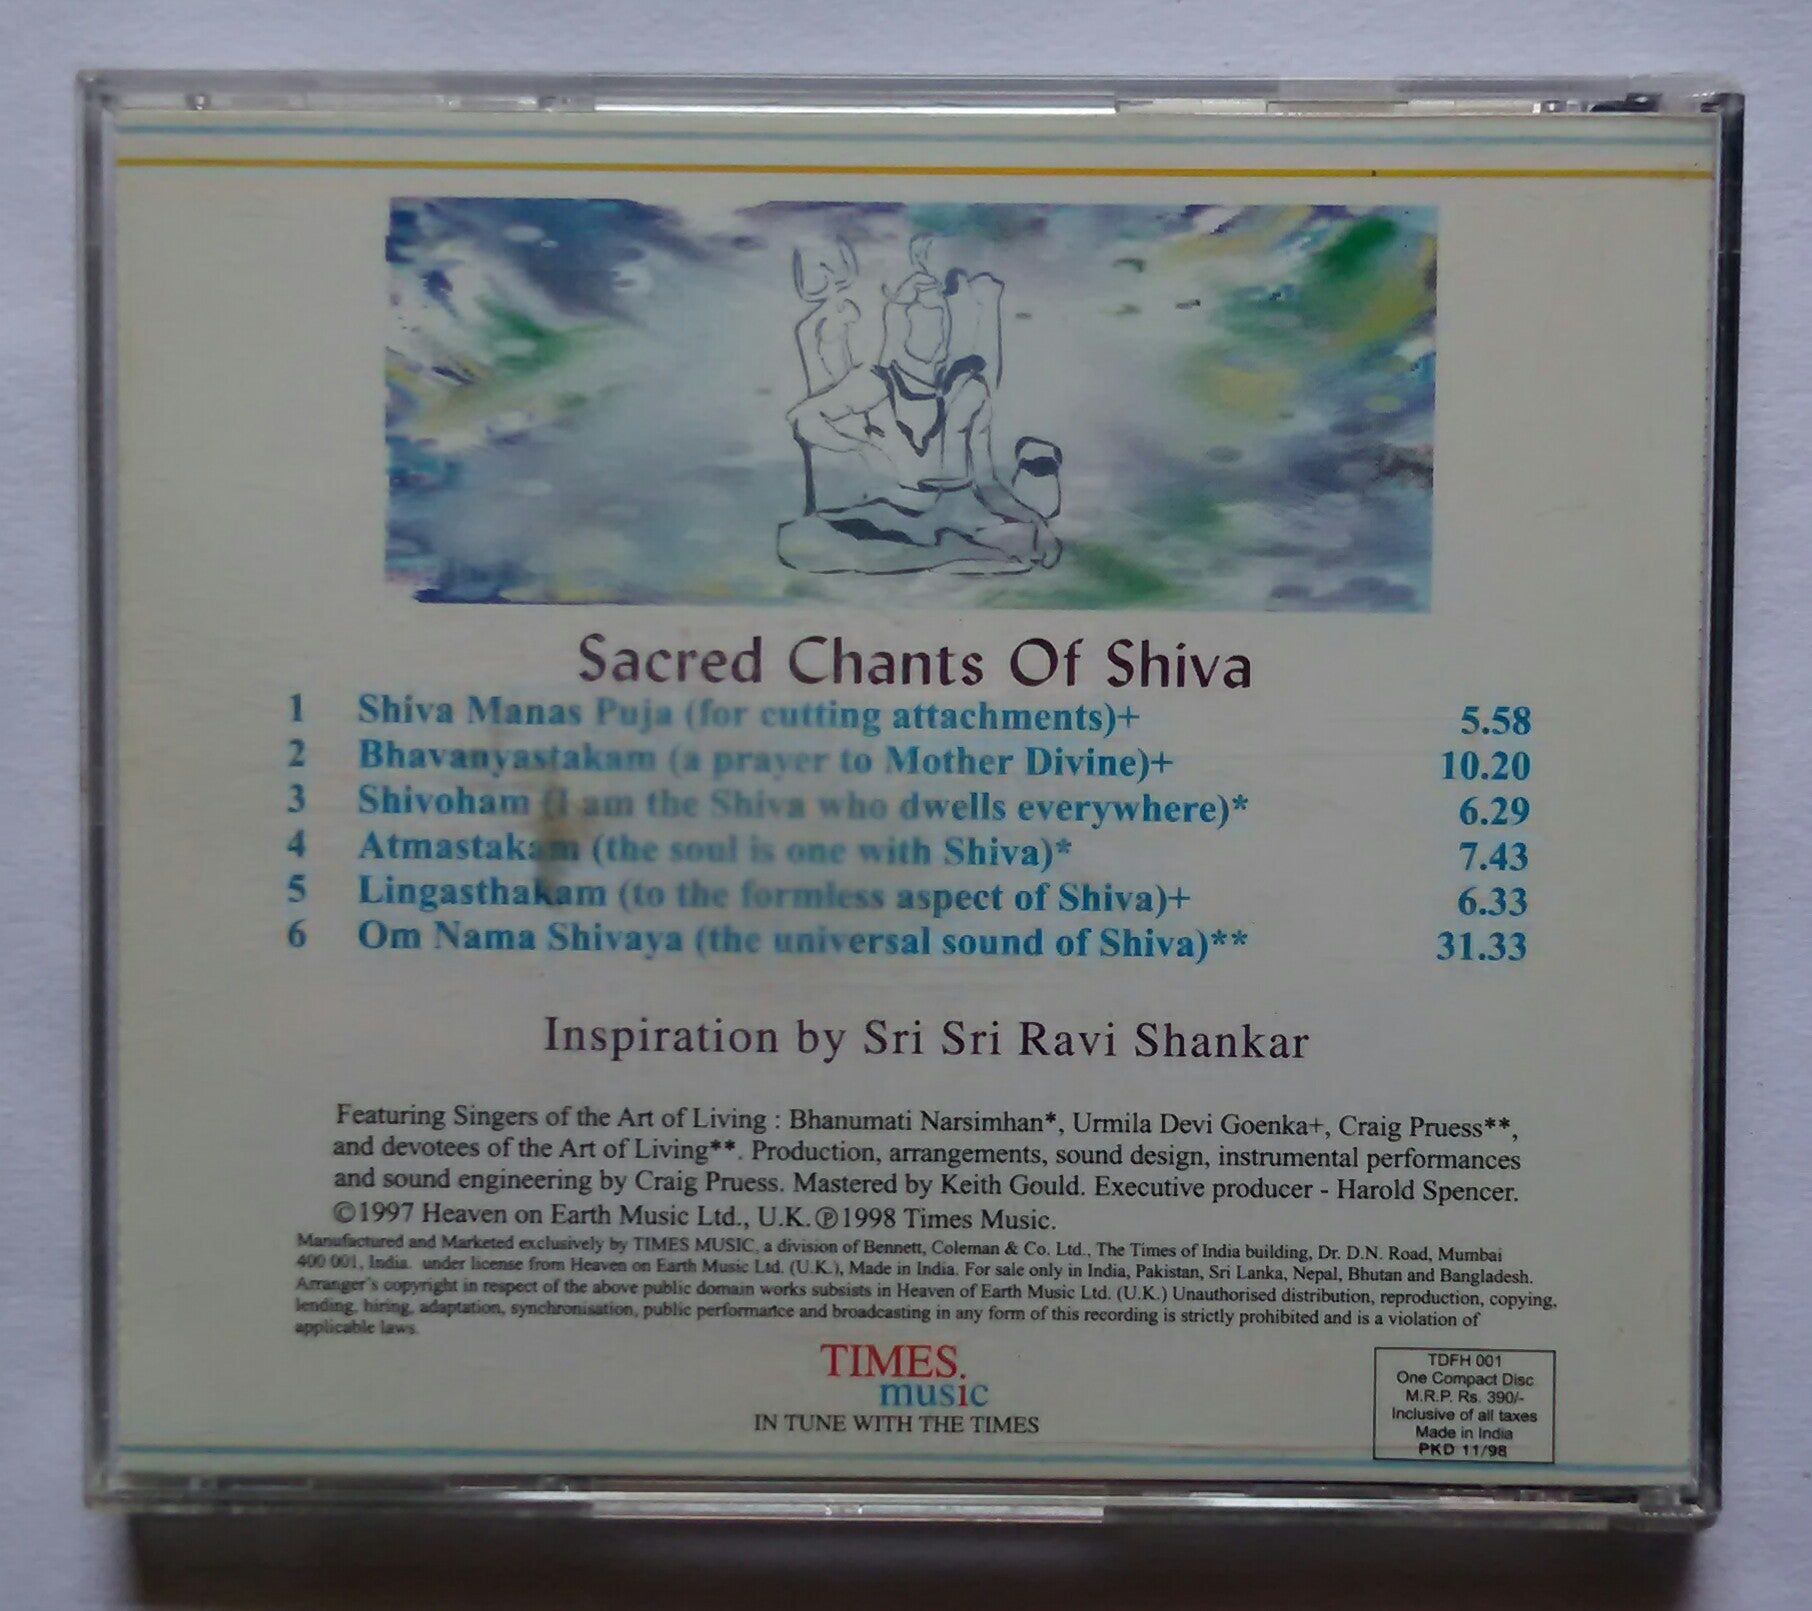 Sacred Chants Of Shiva
1 Shiva Manas Puja (for cutting attachments)+ 5.58
2 Bhavanyastakam (a prayer to Mother Divine)+ 10.20
3 Shivoham (I am the Shiva who dwells everywhere)* 6.29
4 Atmastakam (the soul is one with Shiva)* 7.43
5 Lingasthakam (to the formless aspect of Shiva)+ 6.33
6 Om Nama Shivaya (the universal sound of Shiva)** 31.33
Inspiration by Sri Sri Ravi Shankar
Featuring Singers of the Art of Living : Bhanumati Narsimhan*, Urmila Devi Goenka+, Craig Pruess**,
and devotees of the Art of Living**. Production, arrangements, sound design, instrumental performances
and sound engineering by Craig Pruess. Mastered by Keith Gould. Executive producer - Harold Spencer.
©1997 Heaven on Earth Music Ltd., U.K. ℗1998 Times Music.
Manufactured and Marketed exclusively by TIMES MUSIC, a division of Bennett, Coleman & Co. Ltd., The Times of India building, Dr. D.N. Road, Mumbai
400 001, India. under license from Heaven on Earth Music Ltd. (U.K.), Made in India. For sale only in India, Pakistan, Sri Lanka, Nepal, Bhutan and Bangladesh.
Arranger's copyright in respect of the above public domain works subsists in Heaven of Earth Music Ltd. (U.K.) Unauthorised distribution, reproduction, copying,
lending, hiring, adaptation, synchronisation, public performance and broadcasting in any form of this recording is strictly prohibited and is a violation of
applicable laws.
TIMES.
music
IN TUNE WITH THE TIMES
TDFH 001
One Compact Disc
M.R.P. Rs. 390/-
Inclusive of all taxes
Made in India
PKD 11/98